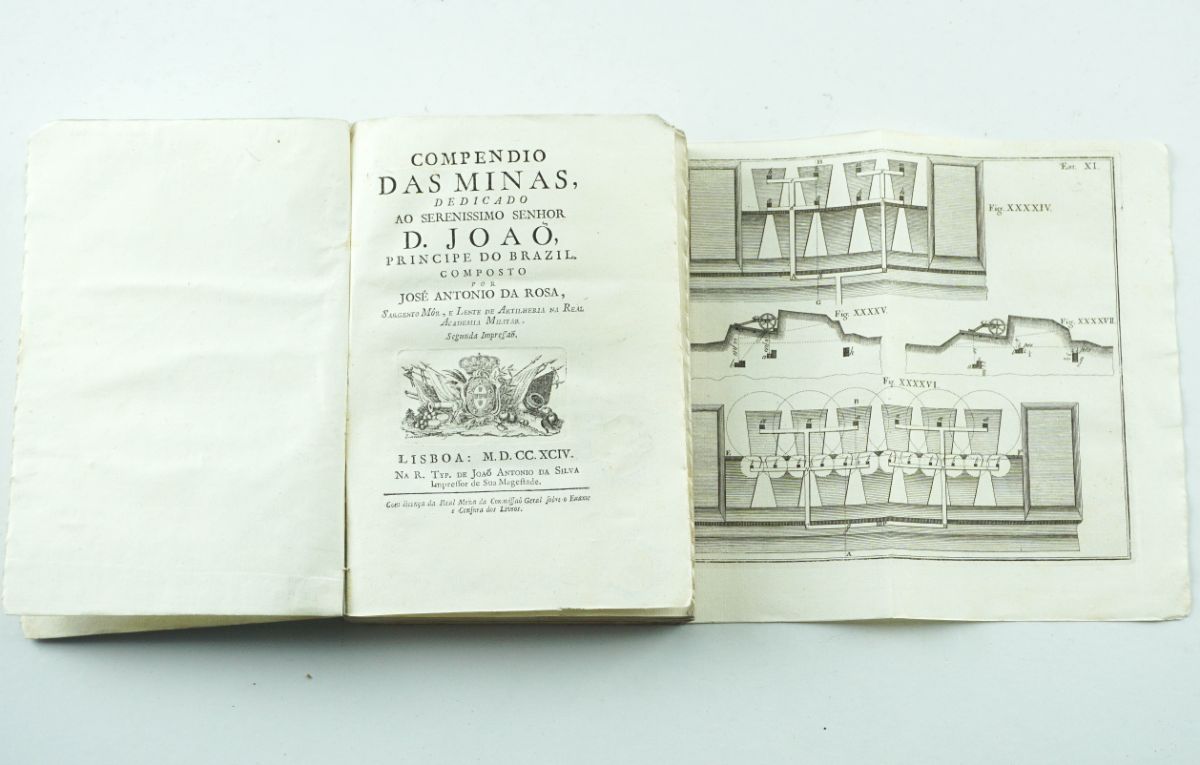 COMPENDIO
DAS MINAS,
DEDICADO
AO SERENISSIMO SENHOR
D. JOAÕ,
PRINCIPE DO BRAZIL.
COMPOSTO
POR
JOSÉ ANTONIO DA ROSA,
SARGENTO MÓR, E LENTE DE ARTILHERIA NA REAL
ACADEMIA MILITAR.
Segunda Impressaõ.
LISBOA: M. D. CC. XCIV.
NA R. TYP. DE JOAÕ ANTONIO DA SILVA
Impressor de Sua Magestade.
Com licença da Real Meza da Commissaõ Geral sobre o Exame
e Censura dos Livros.
Est. XI.
Fig. XXXXIV.
Fig. XXXXV.
Fig. XXXXVII.
Fig. XXXXVI.
B
G
h
B
E
A